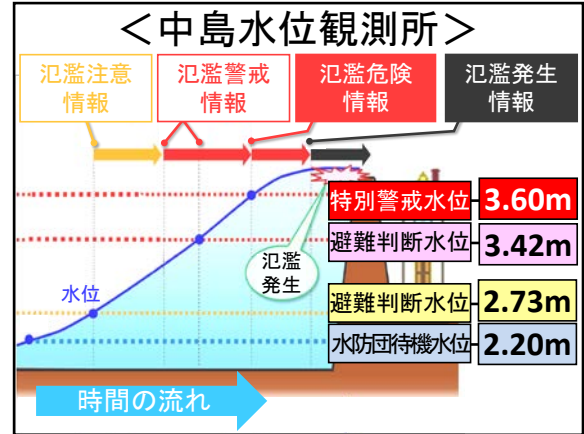 ＜中島水位観測所＞
氾濫注意
情報
氾濫警戒
情報
氾濫危険
情報
氾濫発生
情報
特別警戒水位
3.60m
避難判断水位
3.42m
氾濫
発生
水位
避難判断水位
2.73m
水防団待機水位
2.20m
時間の流れ